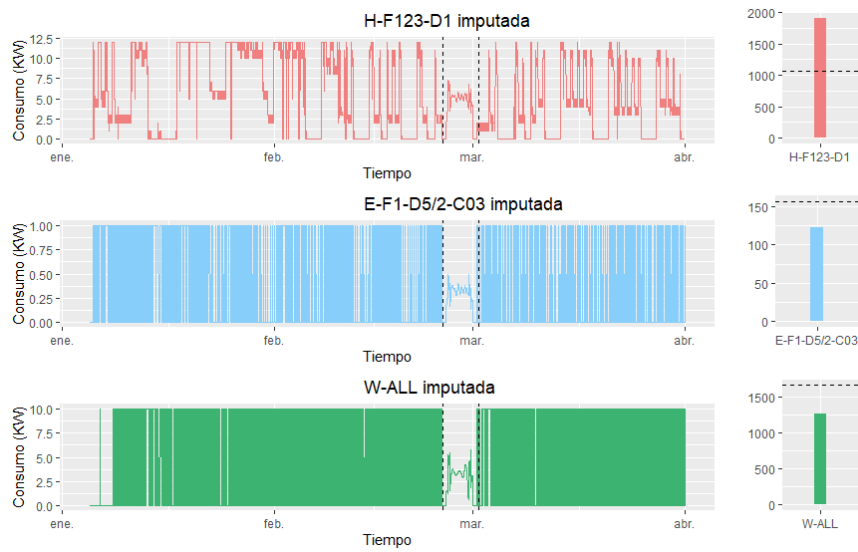 H-F123-D1 imputada
Consumo (KW)
12.5
10.0
7.5
5.0
2.5
0.0
ene.
feb.
mar.
abr.
Tiempo
2000
1500
1000
500
0
H-F123-D1
E-F1-D5/2-C03 imputada
Consumo (KW)
1.00
0.75
0.50
0.25
0.00
ene.
feb.
mar.
abr.
Tiempo
150
100
50
0
E-F1-D5/2-C03
W-ALL imputada
Consumo (KW)
10.0
7.5
5.0
2.5
0.0
ene.
feb.
mar.
abr.
Tiempo
1500
1000
500
0
W-ALL